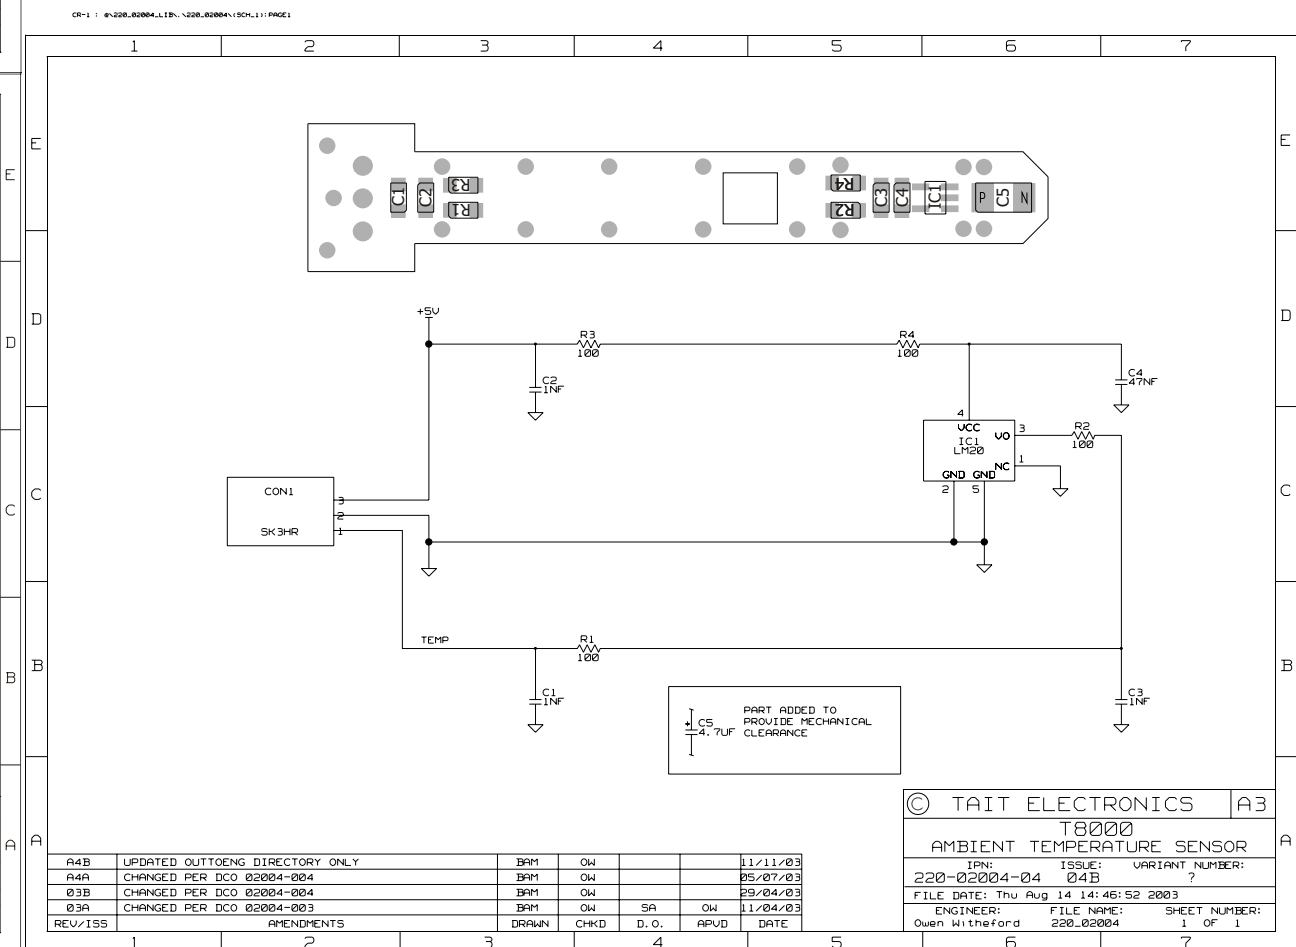 CR-1 : @\220_02004_LIB\.\220_02004\(SCH_1):PAGE1
1 2 3 4 5 6 7
E E E
C1 C2 R3 R1 R4 R2 C3 C4 IC1 P C5 N
D D D
+5V
R3
100
R4
100
C2
1NF
C4
47NF
4
VCC
IC1
LM20
VO 3
R2
100
NC 1
GND GND
2 5
C C C
CON1
SK3HR
3
2
1
TEMP
R1
100
B B B
C1
1NF
C3
1NF
+ C5
4.7UF
PART ADDED TO
PROVIDE MECHANICAL
CLEARANCE
A A A
© TAIT ELECTRONICS A3
T8000
AMBIENT TEMPERATURE SENSOR
IPN: ISSUE: VARIANT NUMBER:
220-02004-04 04B ?
FILE DATE: Thu Aug 14 14:46:52 2003
ENGINEER: FILE NAME: SHEET NUMBER:
Owen Witheford 220_02004 1 OF 1
A4B UPDATED OUTTOENG DIRECTORY ONLY BAM OW 11/11/03
A4A CHANGED PER DCO 02004-004 BAM OW 05/07/03
03B CHANGED PER DCO 02004-004 BAM OW 29/04/03
03A CHANGED PER DCO 02004-003 BAM OW SA OW 11/04/03
REV/ISS AMENDMENTS DRAWN CHKD D.O. APVD DATE
1 2 3 4 5 6 7